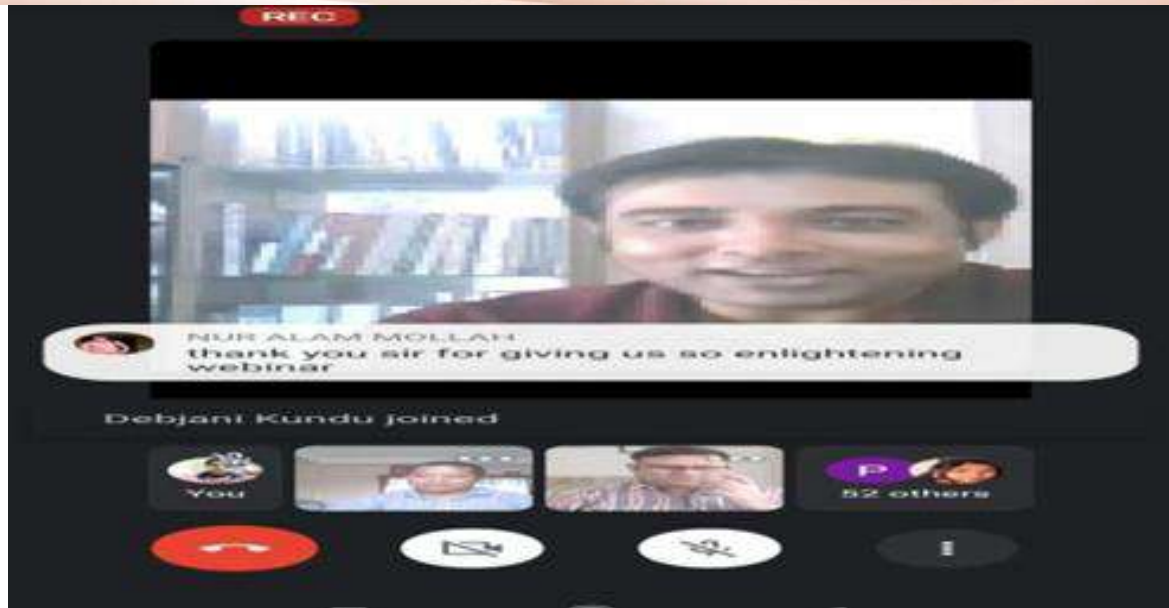 REC
NUR ALAM MOLLAH
thank you sir for giving us so enlightening
webinar
Debjani Kundu joined
You
P
52 others